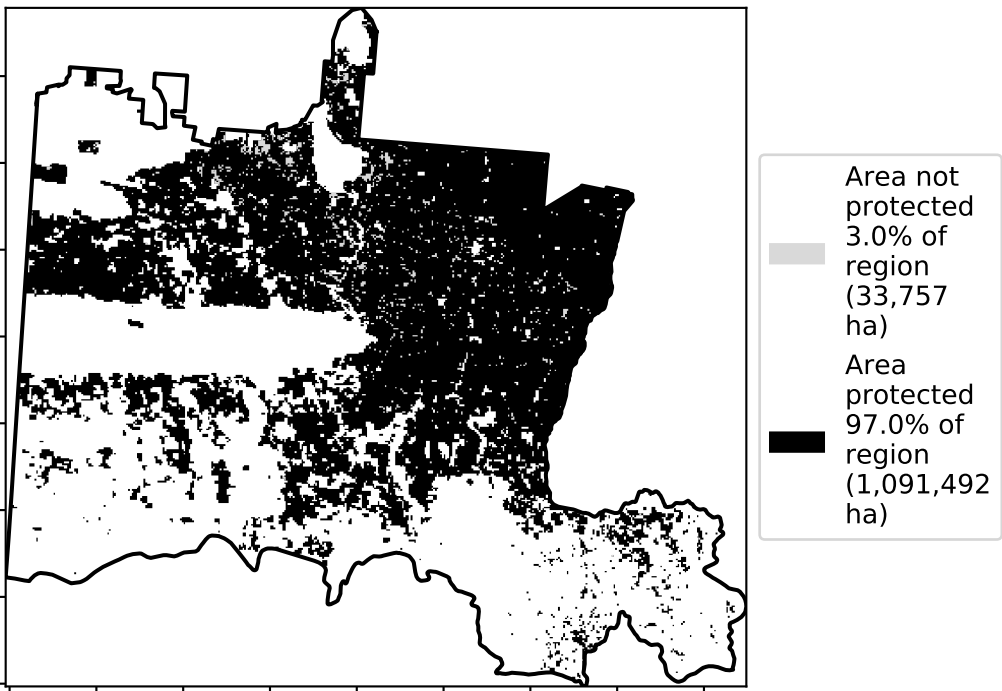 Area not
protected
3.0% of
region
(33,757
ha)
Area
protected
97.0% of
region
(1,091,492
ha)